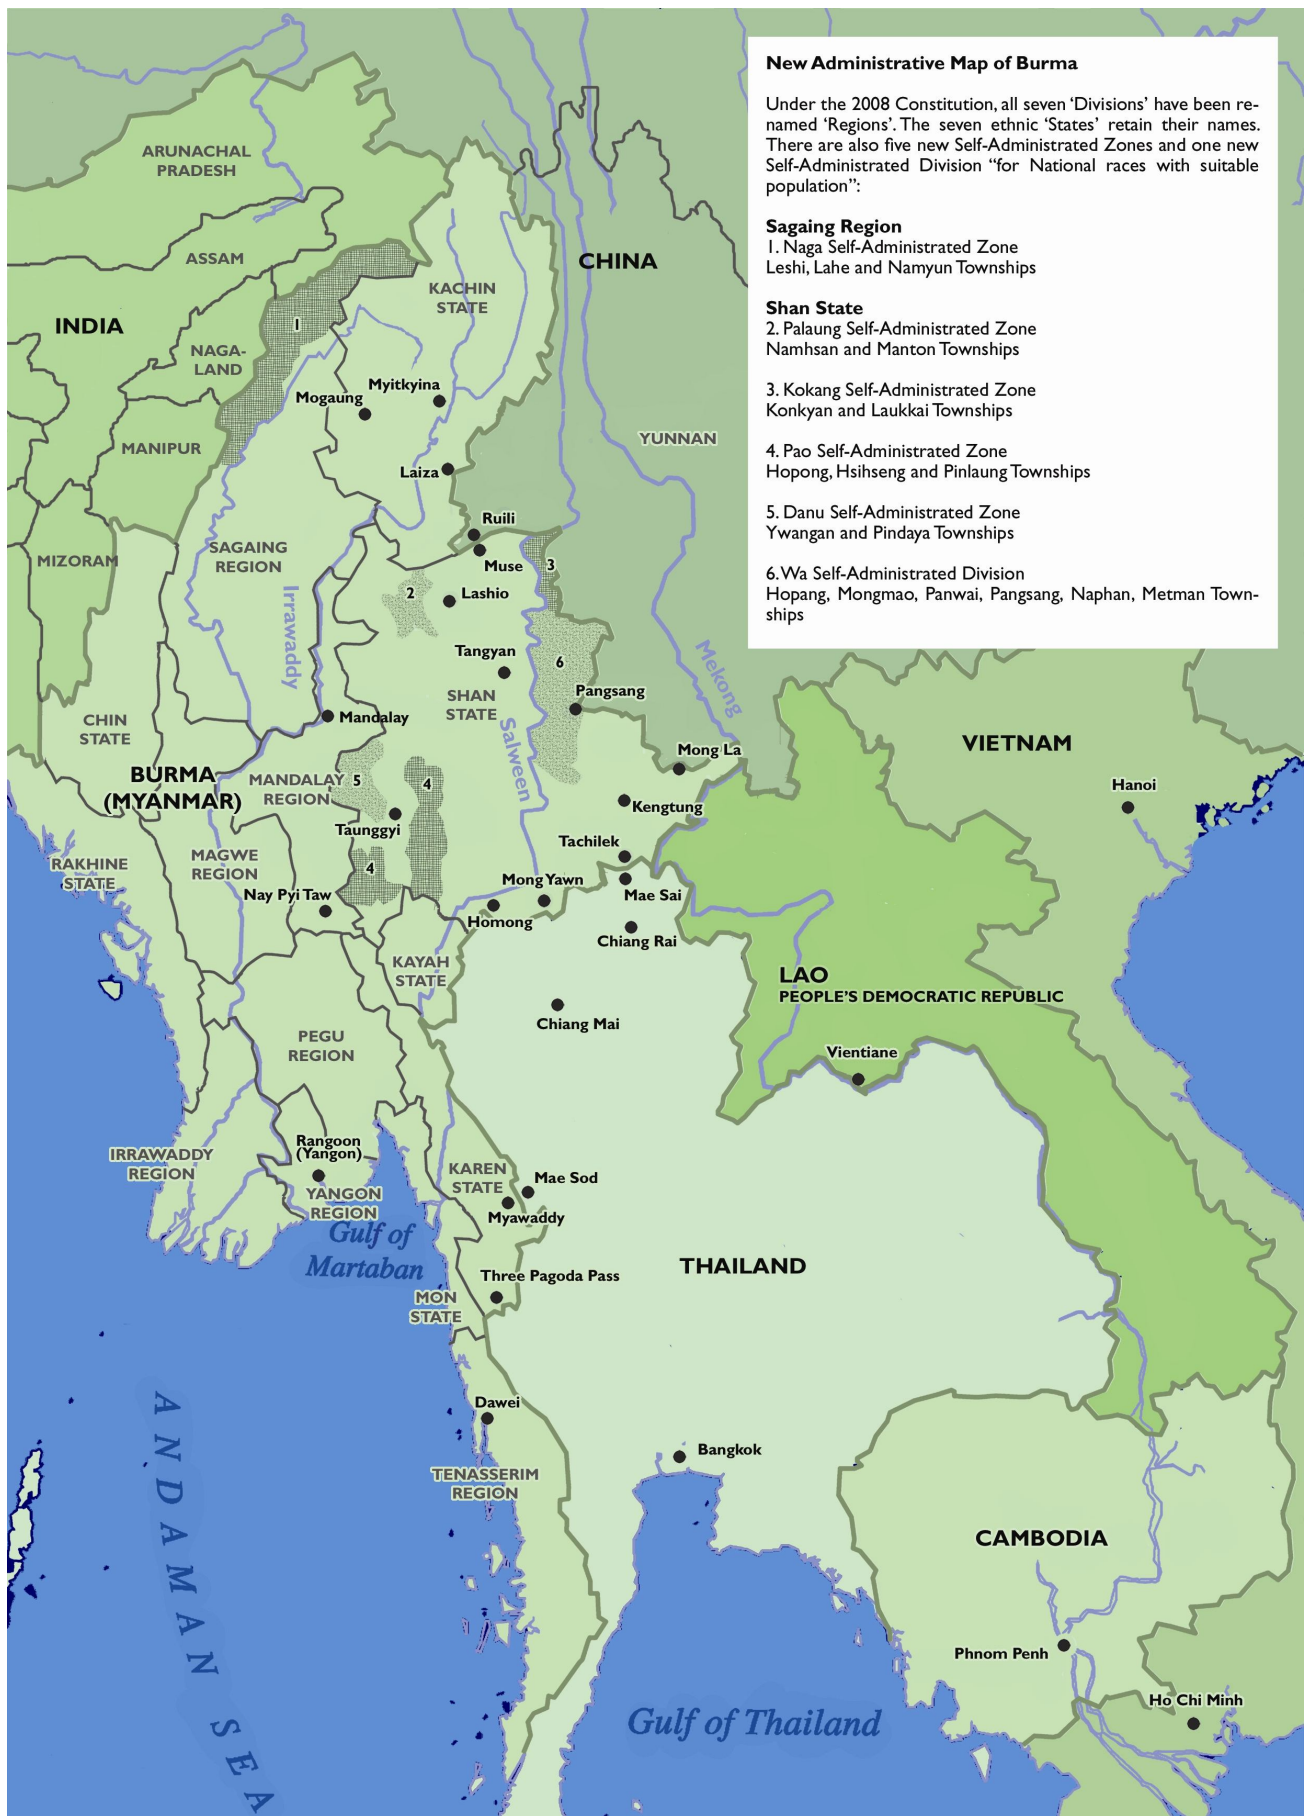 New Administrative Map of Burma
Under the 2008 Constitution, all seven ‘Divisions’ have been re-
named ‘Regions’. The seven ethnic ‘States’ retain their names.
There are also five new Self-Administrated Zones and one new
Self-Administrated Division “for National races with suitable
population”:
Sagaing Region
1. Naga Self-Administrated Zone
Leshi, Lahe and Namyun Townships
Shan State
2. Palaung Self-Administrated Zone
Namhsan and Manton Townships
3. Kokang Self-Administrated Zone
Konkyan and Laukkai Townships
4. Pao Self-Administrated Zone
Hopong, Hsihseng and Pinlaung Townships
5. Danu Self-Administrated Zone
Ywangan and Pindaya Townships
6. Wa Self-Administrated Division
Hopang, Mongmao, Panwai, Pangsang, Naphan, Metman Town-
ships
ARUNACHAL
PRADESH
ASSAM
CHINA
KACHIN
STATE
INDIA
1
NAGA-
LAND
Myitkyina
Mogaung
MANIPUR
YUNNAN
Laiza
Ruili
SAGAING
REGION
MIZORAM
Muse
3
2
Lashio
Irrawaddy
Tangyan
6
Mekong
Pangsang
SHAN
STATE
Salween
Mandalay
CHIN
STATE
Mong La
VIETNAM
Hanoi
BURMA
(MYANMAR)
MANDALAY
REGION
5
4
Kengtung
Taunggyi
Tachilek
RAKHINE
STATE
MAGWE
REGION
4
Nay Pyi Taw
Mong Yawn
Mae Sai
Homong
Chiang Rai
KAYAH
STATE
LAO
PEOPLE’S DEMOCRATIC REPUBLIC
Chiang Mai
PEGU
REGION
Vientiane
Rangoon
(Yangon)
IRRAWADDY
REGION
YANGON
REGION
KAREN
STATE
Mae Sod
Myawaddy
Gulf of
Martaban
THAILAND
Three Pagoda Pass
MON
STATE
Dawei
Bangkok
TENASSERIM
REGION
ANDAMAN SEA
CAMBODIA
Phnom Penh
Ho Chi Minh
Gulf of Thailand